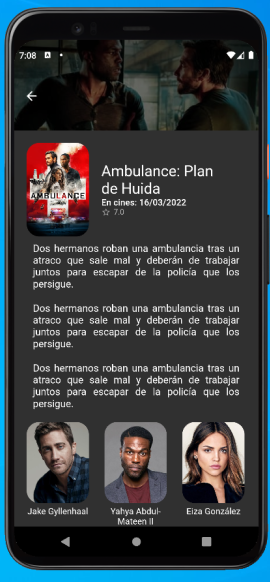 7:08
Ambulance: Plan
de Huida
AMBULANCE
En cines: 16/03/2022
7.0
Dos hermanos roban una ambulancia tras un
atraco que sale mal y deberán de trabajar
juntos para escapar de la policía que los
persigue.
Dos hermanos roban una ambulancia tras un
atraco que sale mal y deberán de trabajar
juntos para escapar de la policía que los
persigue.
Dos hermanos roban una ambulancia tras un
atraco que sale mal y deberán de trabajar
juntos para escapar de la policía que los
persigue.
Jake Gyllenhaal
Yahya Abdul-
Mateen II
Eiza González